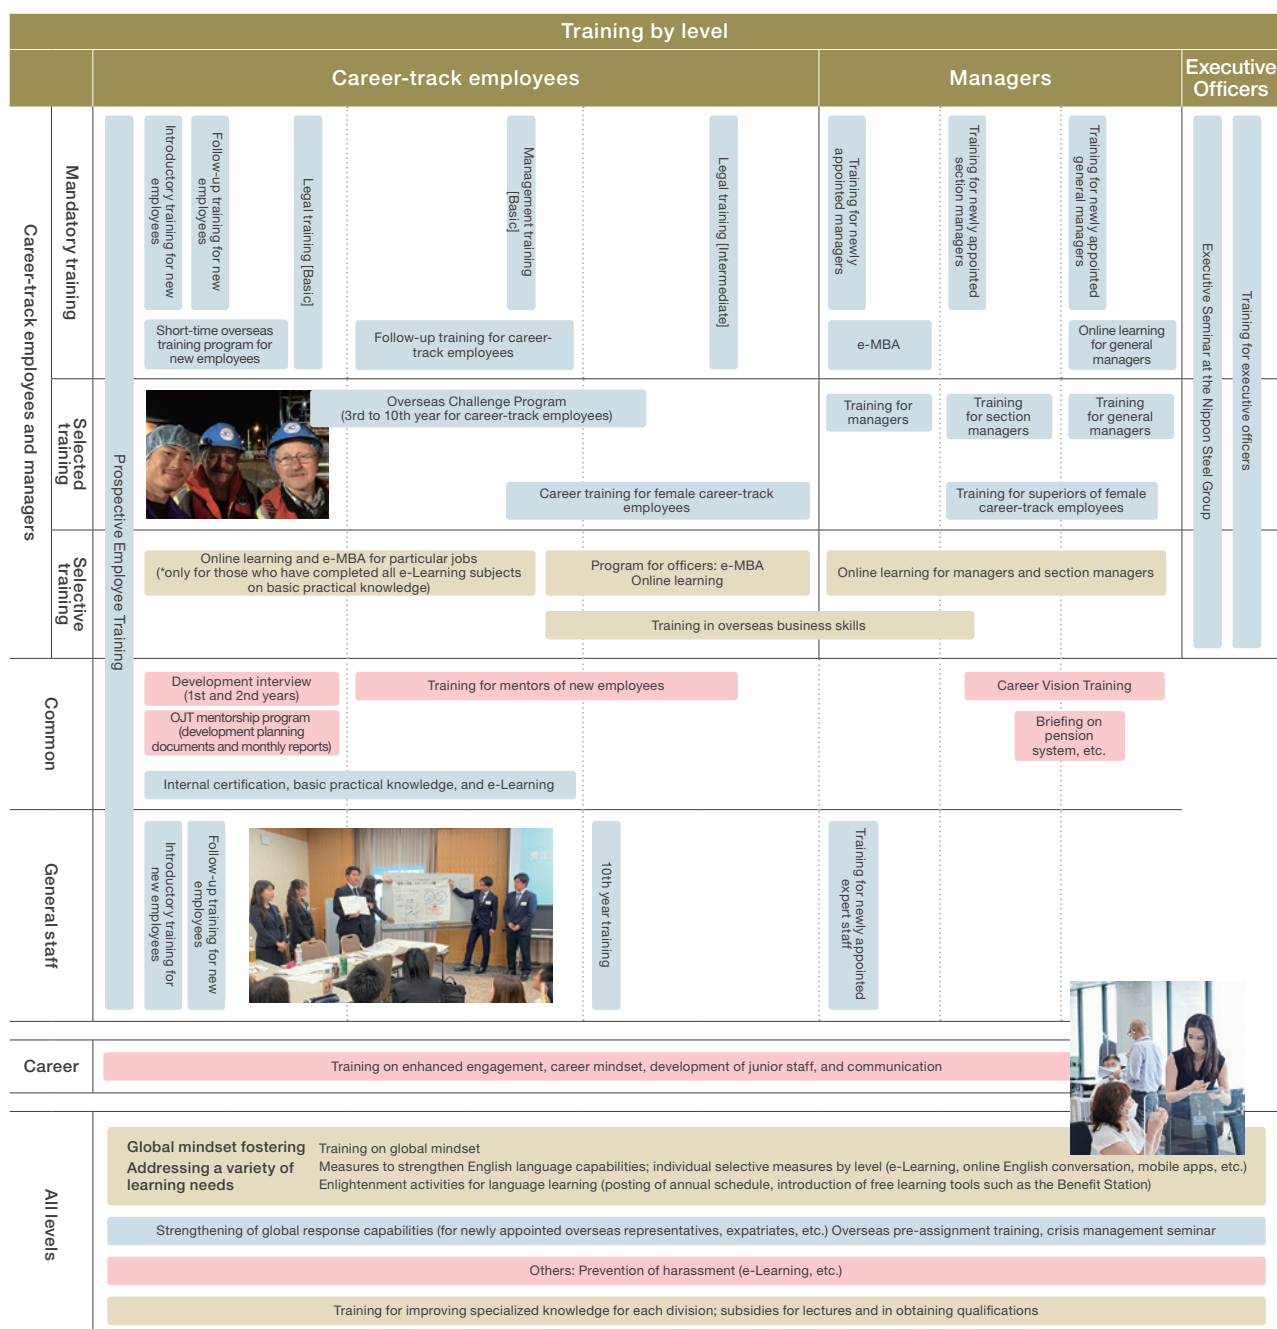 Training by level
Career-track employees
Managers
Executive
Officers
Career-track employees and managers
Mandatory training
Prospective Employee Training
Introductory training for new
employees
Follow-up training for new
employees
Legal training [Basic]
Management training
[Basic]
Legal training [Intermediate]
Training for newly
appointed managers
Training for newly appointed
section managers
Training for newly appointed
general managers
Executive Seminar at the Nippon Steel Group
Training for executive officers
Short-time overseas
training program for
new employees
Follow-up training for career-
track employees
e-MBA
Online learning
for general
managers
Selected
training
Overseas Challenge Program
(3rd to 10th year for career-track employees)
Training for
managers
Training
for section
managers
Training
for general
managers
Career training for female career-track
employees
Training for superiors of female
career-track employees
Selective
training
Online learning and e-MBA for particular jobs
(*only for those who have completed all e-Learning subjects
on basic practical knowledge)
Program for officers: e-MBA
Online learning
Online learning for managers and section managers
Training in overseas business skills
Common
Development interview
(1st and 2nd years)
Training for mentors of new employees
Career Vision Training
OJT mentorship program
(development planning
documents and monthly reports)
Briefing on
pension
system, etc.
Internal certification, basic practical knowledge, and e-Learning
General staff
Introductory training for
new employees
Follow-up training for new
employees
10th year training
Training for newly appointed
expert staff
Career
Training on enhanced engagement, career mindset, development of junior staff, and communication
All levels
Global mindset fostering
Training on global mindset
Addressing a variety of
learning needs
Measures to strengthen English language capabilities; individual selective measures by level (e-Learning, online English conversation, mobile apps, etc.)
Enlightenment activities for language learning (posting of annual schedule, introduction of free learning tools such as the Benefit Station)
Strengthening of global response capabilities (for newly appointed overseas representatives, expatriates, etc.) Overseas pre-assignment training, crisis management seminar
Others: Prevention of harassment (e-Learning, etc.)
Training for improving specialized knowledge for each division; subsidies for lectures and in obtaining qualifications